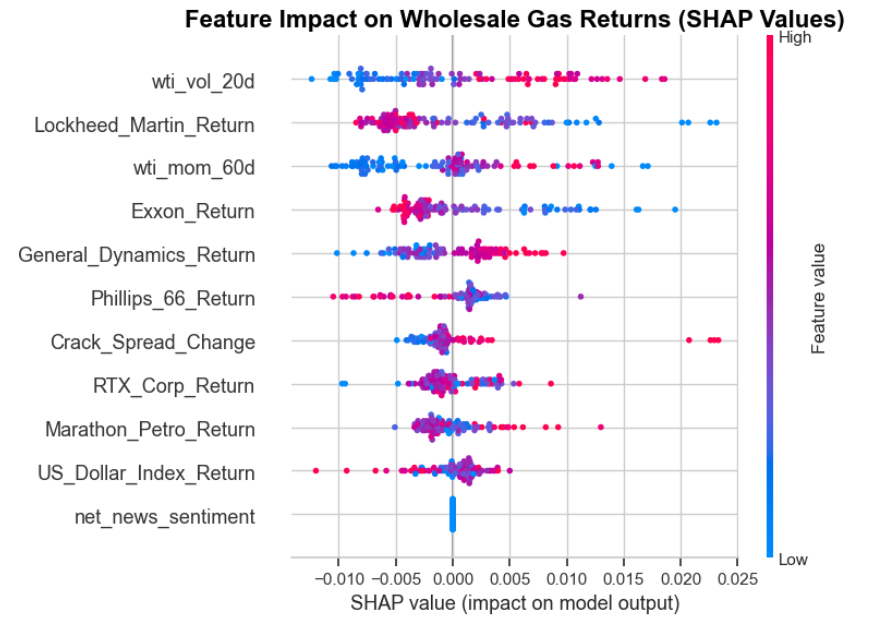 Feature Impact on Wholesale Gas Returns (SHAP Values)
High
wti_vol_20d
Lockheed_Martin_Return
wti_mom_60d
Exxon_Return
General_Dynamics_Return
Phillips_66_Return
Crack_Spread_Change
RTX_Corp_Return
Marathon_Petro_Return
US_Dollar_Index_Return
net_news_sentiment
Feature value
Low
−0.010 −0.005 0.000 0.005 0.010 0.015 0.020 0.025
SHAP value (impact on model output)